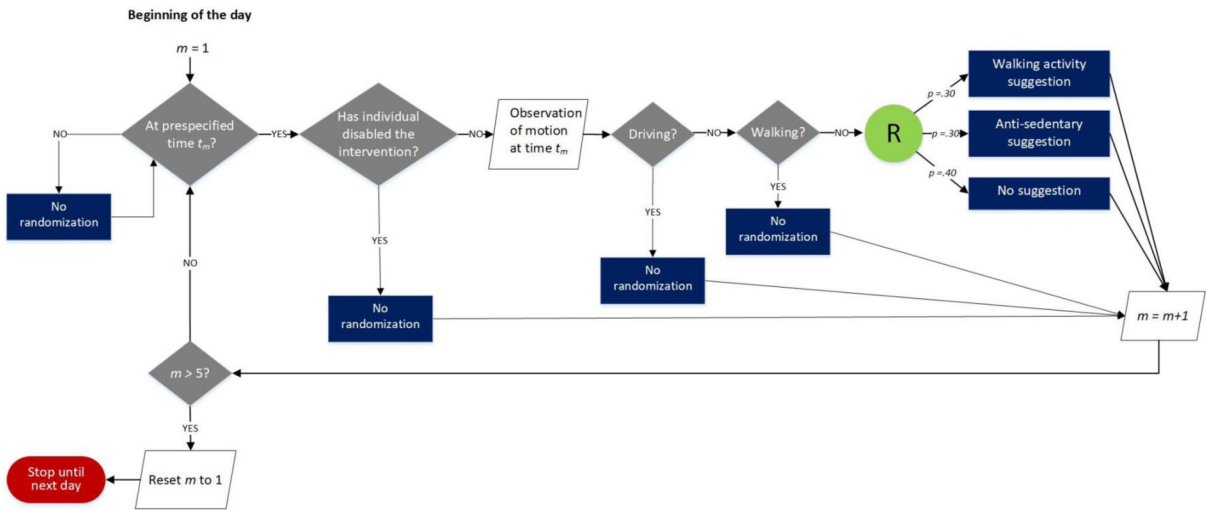 Beginning of the day
m = 1
At prespecified
time tm?
NO
YES
No
randomization
Has individual
disabled the
intervention?
NO
YES
No
randomization
Observation
of motion
at time tm
Driving?
NO
YES
No
randomization
Walking?
NO
YES
No
randomization
R
p =.30
p =.30
p =.40
Walking activity
suggestion
Anti-sedentary
suggestion
No suggestion
m = m+1
m > 5?
NO
YES
Reset m to 1
Stop until
next day